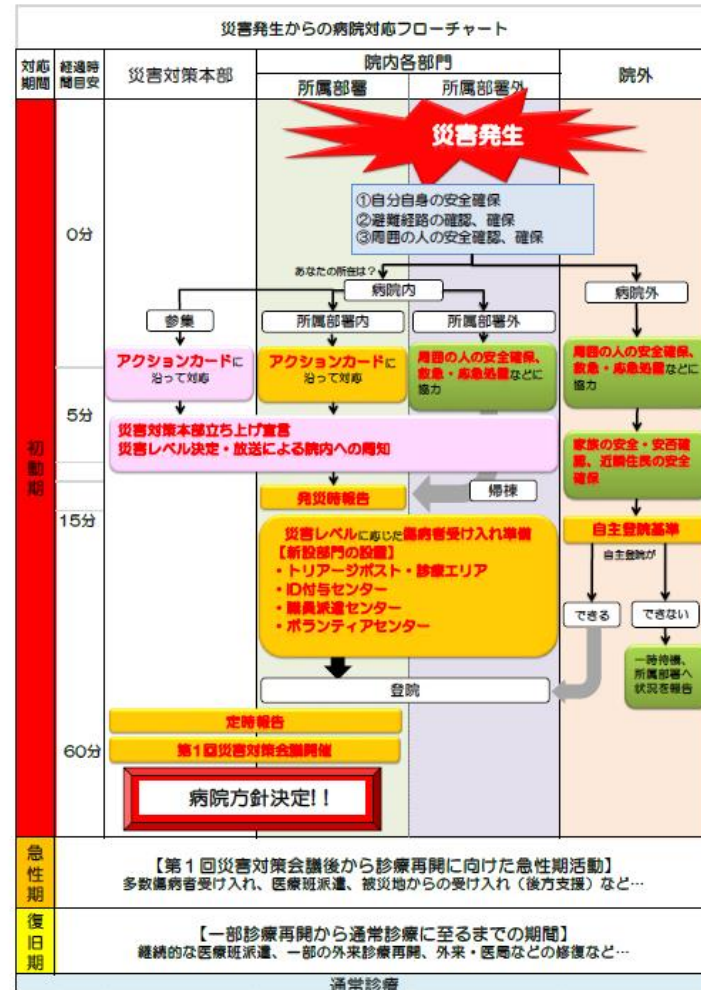 災害発生からの病院対応フローチャート
対応
期間
経過時
間目安
災害対策本部
院内各部門
所属部署
所属部署外
院外
災害発生
①自分自身の安全確保
②避難経路の確認、確保
③周囲の人の安全確認、確保
0分
あなたの所在は？
病院内
病院外
参集
所属部署内
所属部署外
アクションカードに
沿って対応
アクションカードに
沿って対応
周囲の人の安全確保、
救急・応急処置などに
協力
周囲の人の安全確保、
救急・応急処置などに
協力
5分
災害対策本部立ち上げ宣言
災害レベル決定・放送による院内への周知
家族の安全・安否確
認、近隣住民の安全
確保
初動期
発災時報告
帰棟
15分
災害レベルに応じた傷病者受け入れ準備
【新設部門の設置】
・トリアージポスト・診療エリア
・ID付与センター
・職員派遣センター
・ボランティアセンター
自主登院基準
自主登院が
できる
できない
一時待機、
所属部署へ
状況を報告
登院
定時報告
60分
第1回災害対策会議開催
病院方針決定!!
急性期
【第1回災害対策会議後から診療再開に向けた急性期活動】
多数傷病者受け入れ、医療班派遣、被災地からの受け入れ（後方支援）など…
復旧期
【一部診療再開から通常診療に至るまでの期間】
継続的な医療班派遣、一部の外来診療再開、外来・医局などの修復など…
通常診療